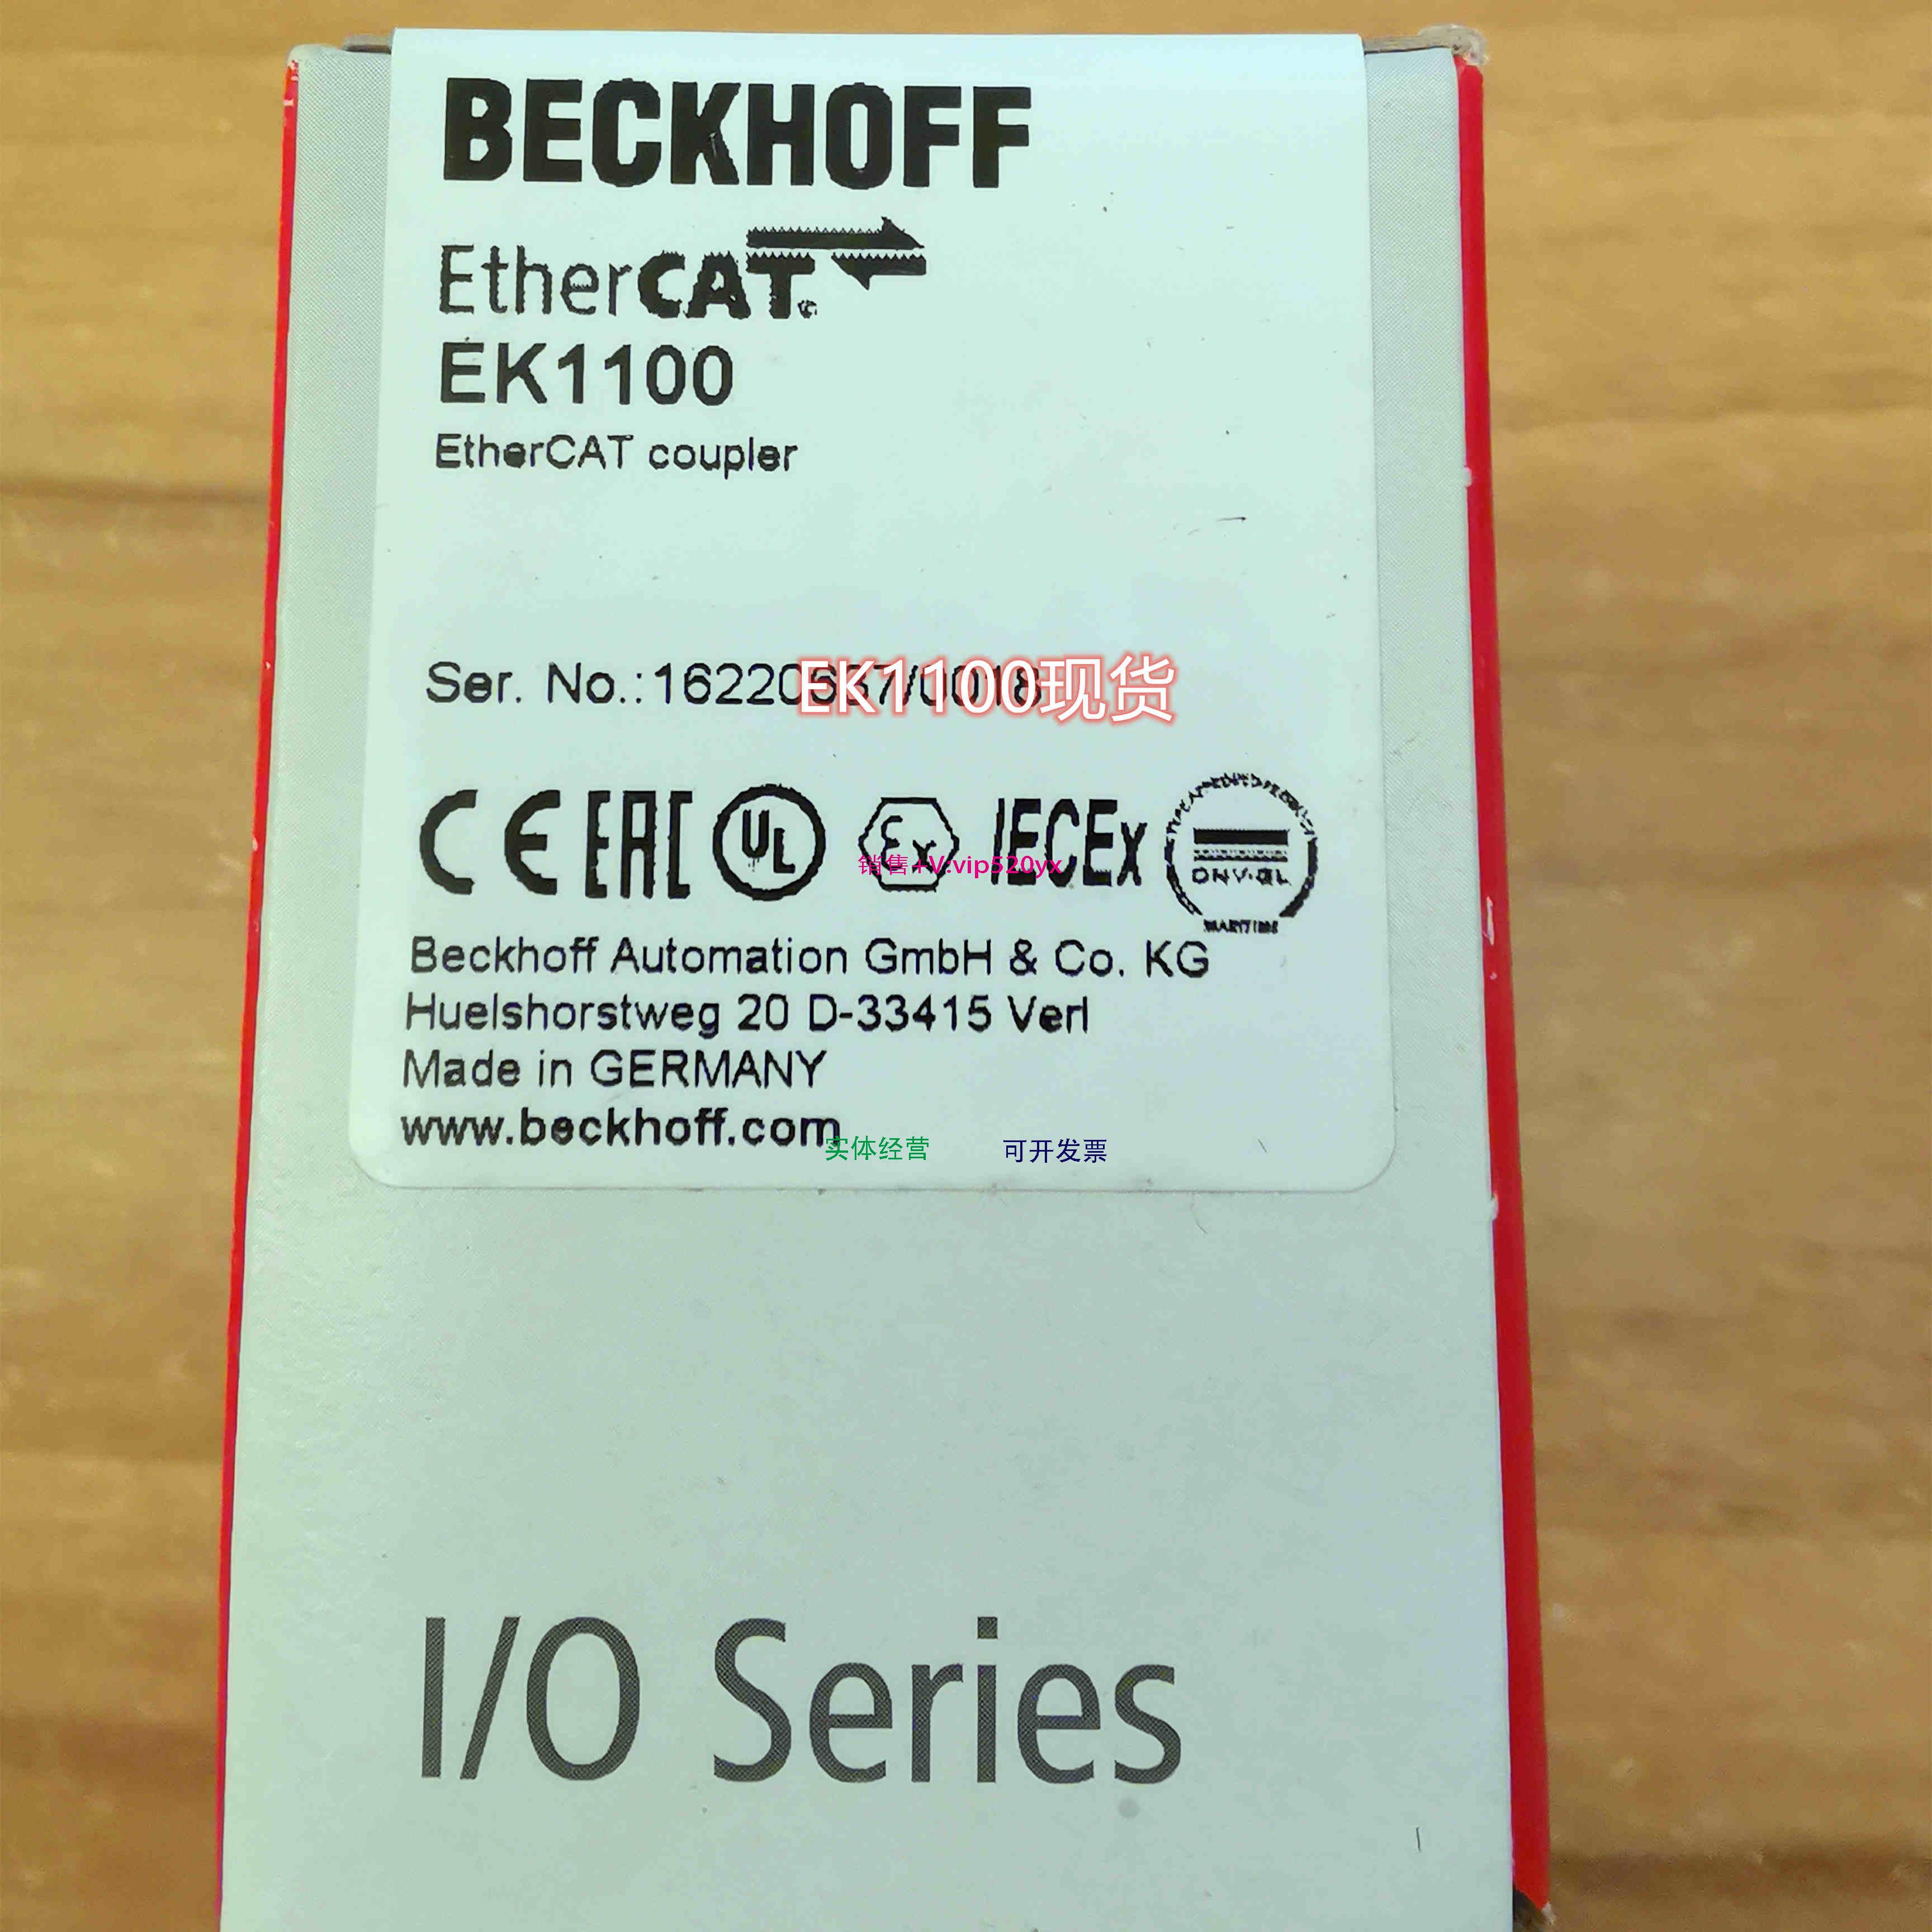 BECKHOFF
EtherCAT
EK1100
EtherCAT coupler
Ser. No.:
EK1100现货
CE EAC UL Ex IECEx
DNV·GL
MARITIME
销售+V:vip520yx
Beckhoff Automation GmbH & Co. KG
Huelshorstweg 20 D-33415 Verl
Made in GERMANY
www.beckhoff.com
实体经营 可开发票
I/O Series